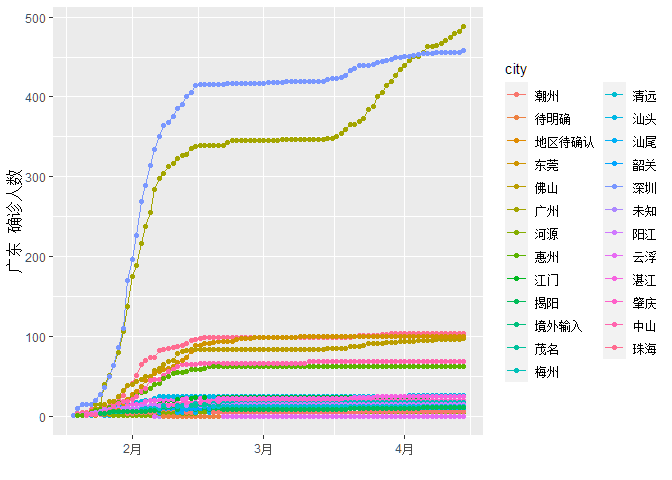 500
400
300
200
100
0
广东 确诊人数
2月
3月
4月
city
潮州
待明确
地区待确认
东莞
佛山
广州
河源
惠州
江门
揭阳
境外输入
茂名
梅州
清远
汕头
汕尾
韶关
深圳
未知
阳江
云浮
湛江
肇庆
中山
珠海